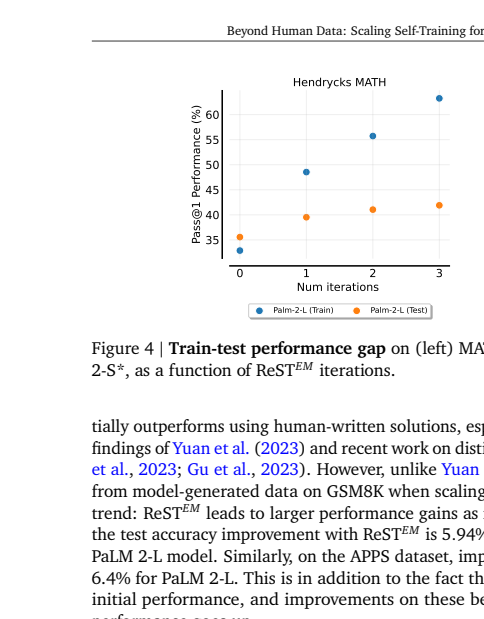 Beyond Human Data: Scaling Self-Training for
Hendrycks MATH
Pass@1 Performance (%)
60
55
50
45
40
35
0 1 2 3
Num iterations
Palm-2-L (Train) Palm-2-L (Test)
Figure 4 | Train-test performance gap on (left) MA
2-S*, as a function of ReST^EM iterations.
tially outperforms using human-written solutions, esp
findings of Yuan et al. (2023) and recent work on disti
et al., 2023; Gu et al., 2023). However, unlike Yuan
from model-generated data on GSM8K when scaling
trend: ReST^EM leads to larger performance gains as
the test accuracy improvement with ReST^EM is 5.94%
PaLM 2-L model. Similarly, on the APPS dataset, imp
6.4% for PaLM 2-L. This is in addition to the fact th
initial performance, and improvements on these be